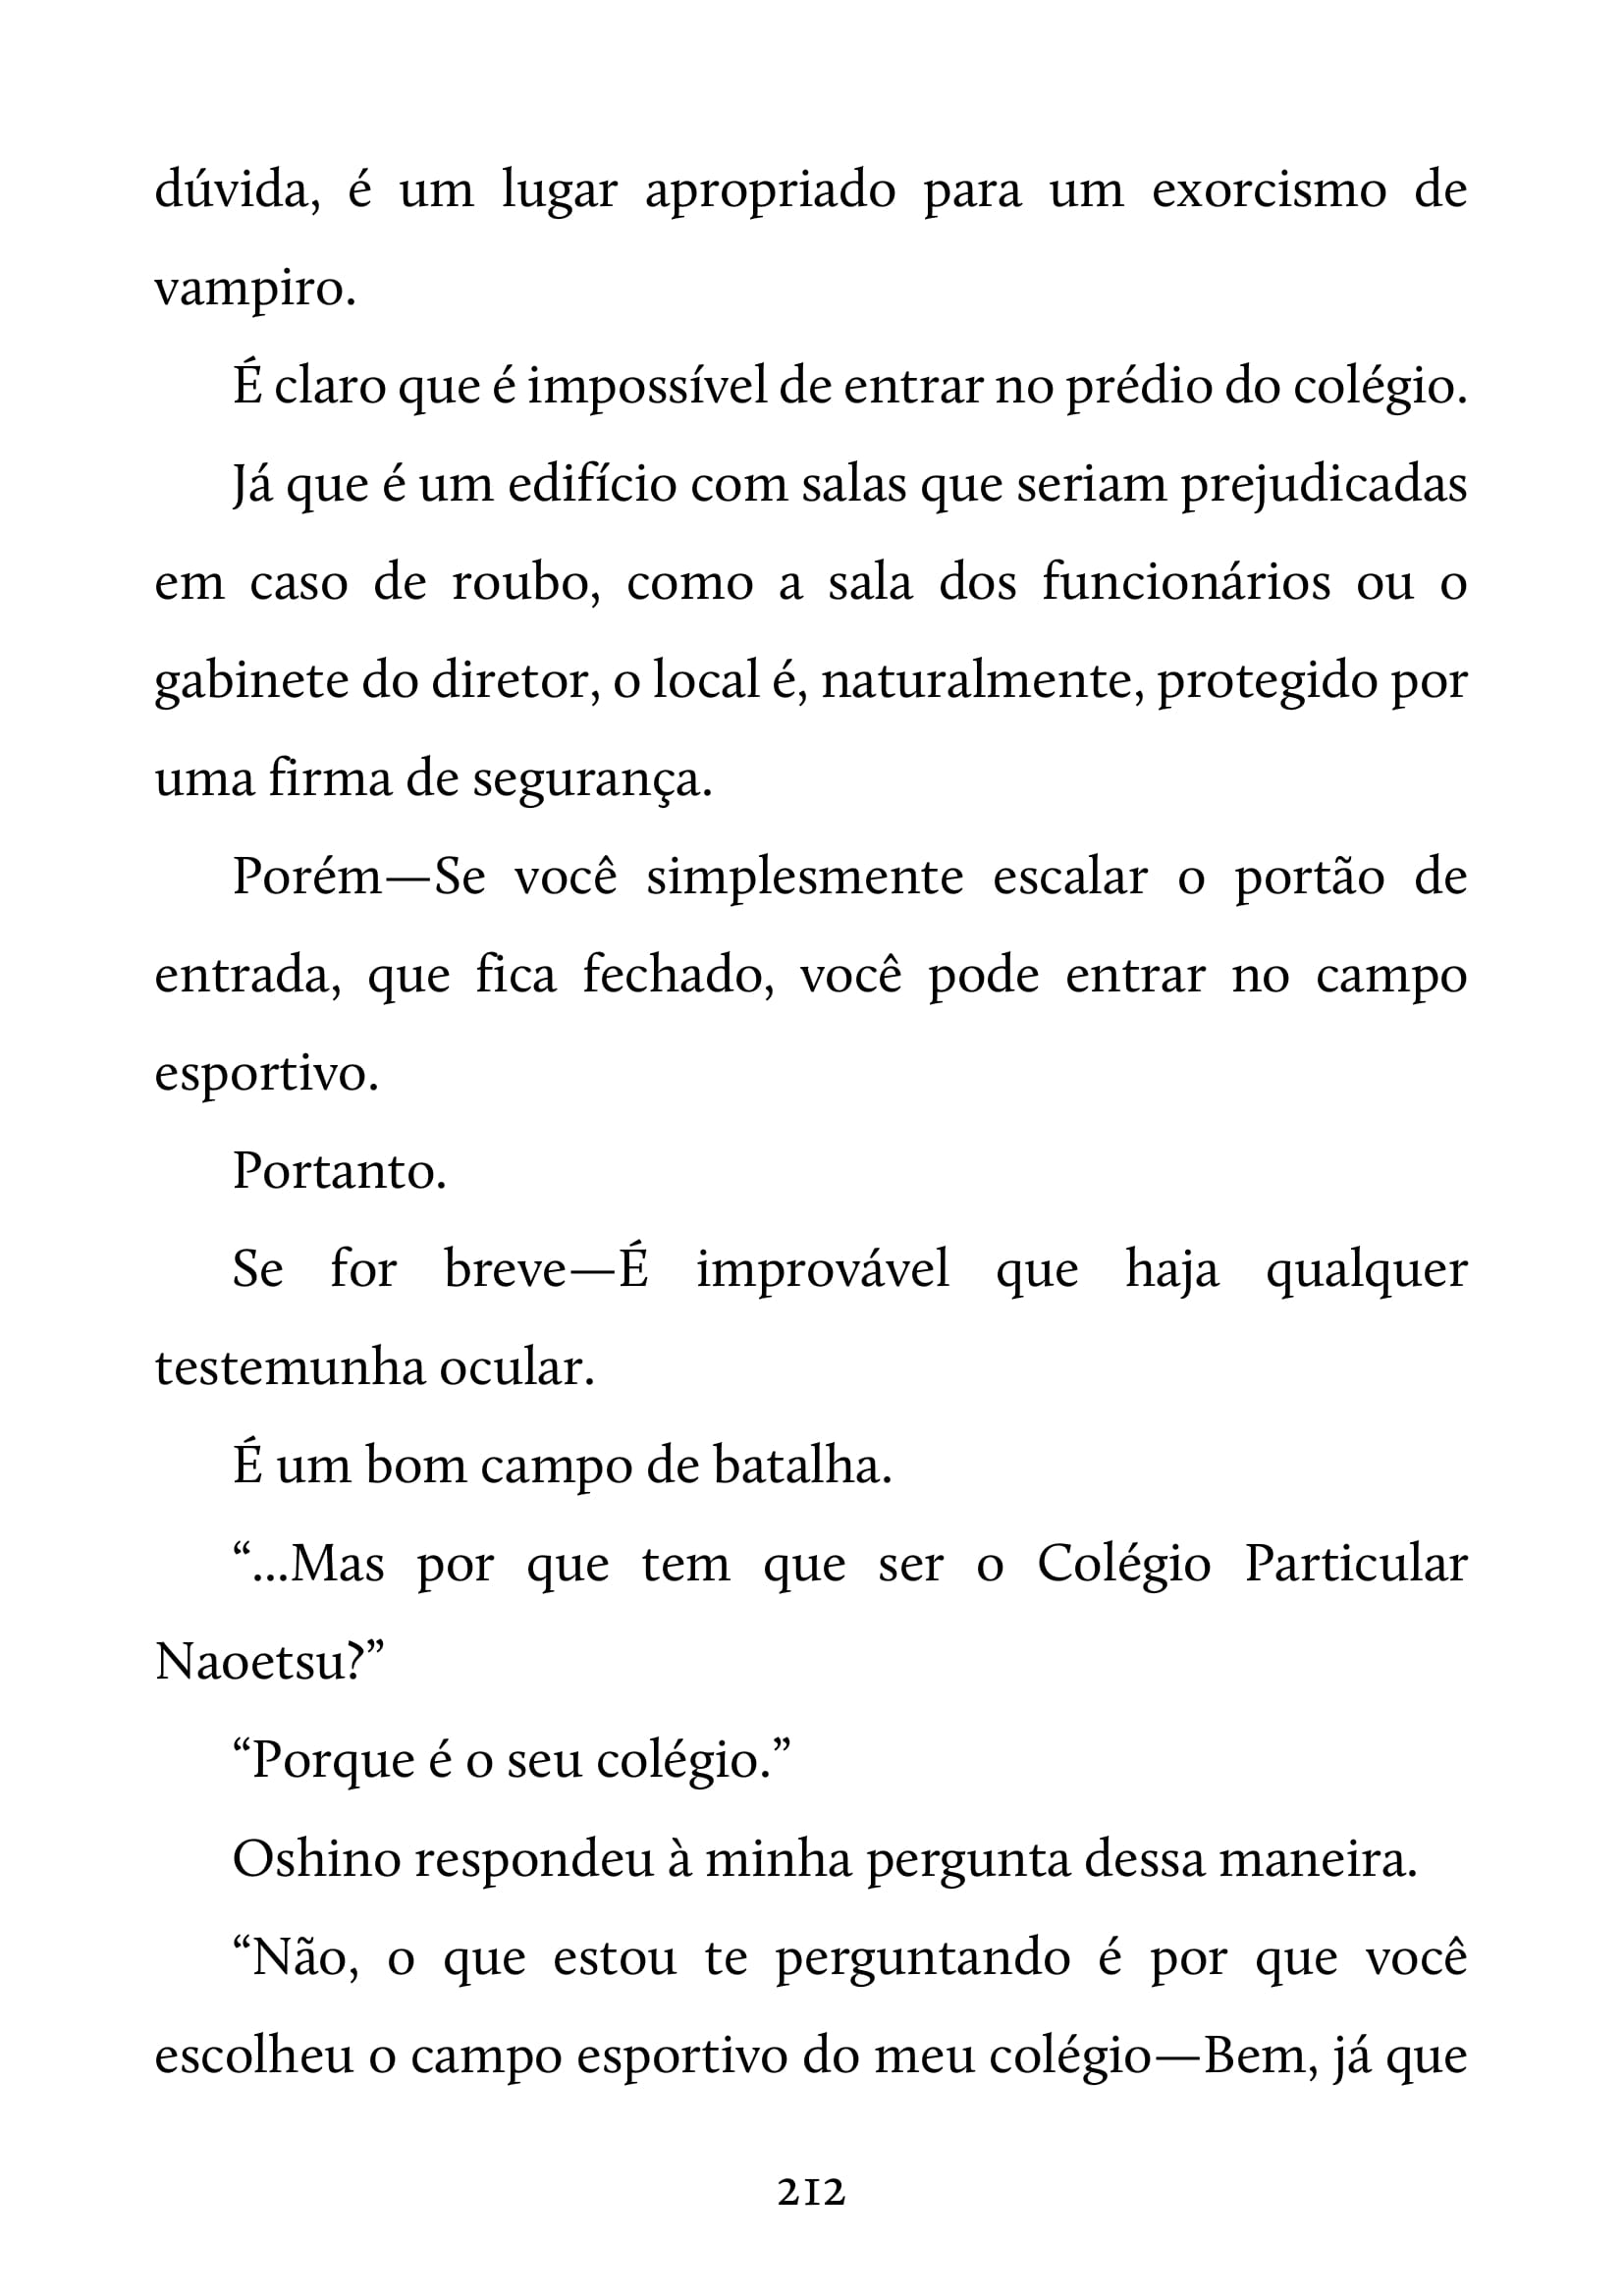 dúvida, é um lugar apropriado para um exorcismo de
vampiro.
É claro que é impossível de entrar no prédio do colégio.
Já que é um edifício com salas que seriam prejudicadas
em caso de roubo, como a sala dos funcionários ou o
gabinete do diretor, o local é, naturalmente, protegido por
uma firma de segurança.
Porém—Se você simplesmente escalar o portão de
entrada, que fica fechado, você pode entrar no campo
esportivo.
Portanto.
Se for breve—É improvável que haja qualquer
testemunha ocular.
É um bom campo de batalha.
“...Mas por que tem que ser o Colégio Particular
Naoetsu?”
“Porque é o seu colégio.”
Oshino respondeu à minha pergunta dessa maneira.
“Não, o que estou te perguntando é por que você
escolheu o campo esportivo do meu colégio—Bem, já que
212